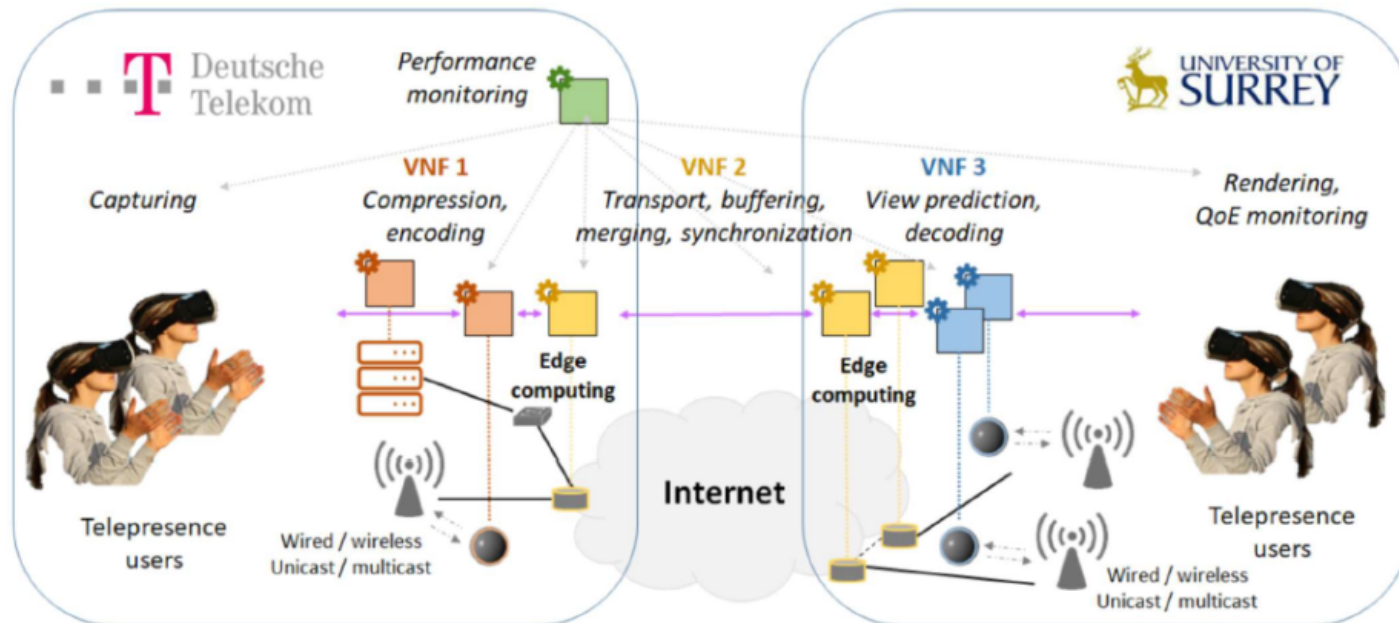 Deutsche
Telekom
Performance
monitoring
UNIVERSITY OF
SURREY
Capturing
VNF 1
Compression,
encoding
VNF 2
Transport, buffering,
merging, synchronization
VNF 3
View prediction,
decoding
Rendering,
QoE monitoring
Edge
computing
Edge
computing
Internet
Telepresence
users
Wired / wireless
Unicast / multicast
Wired / wireless
Unicast / multicast
Telepresence
users